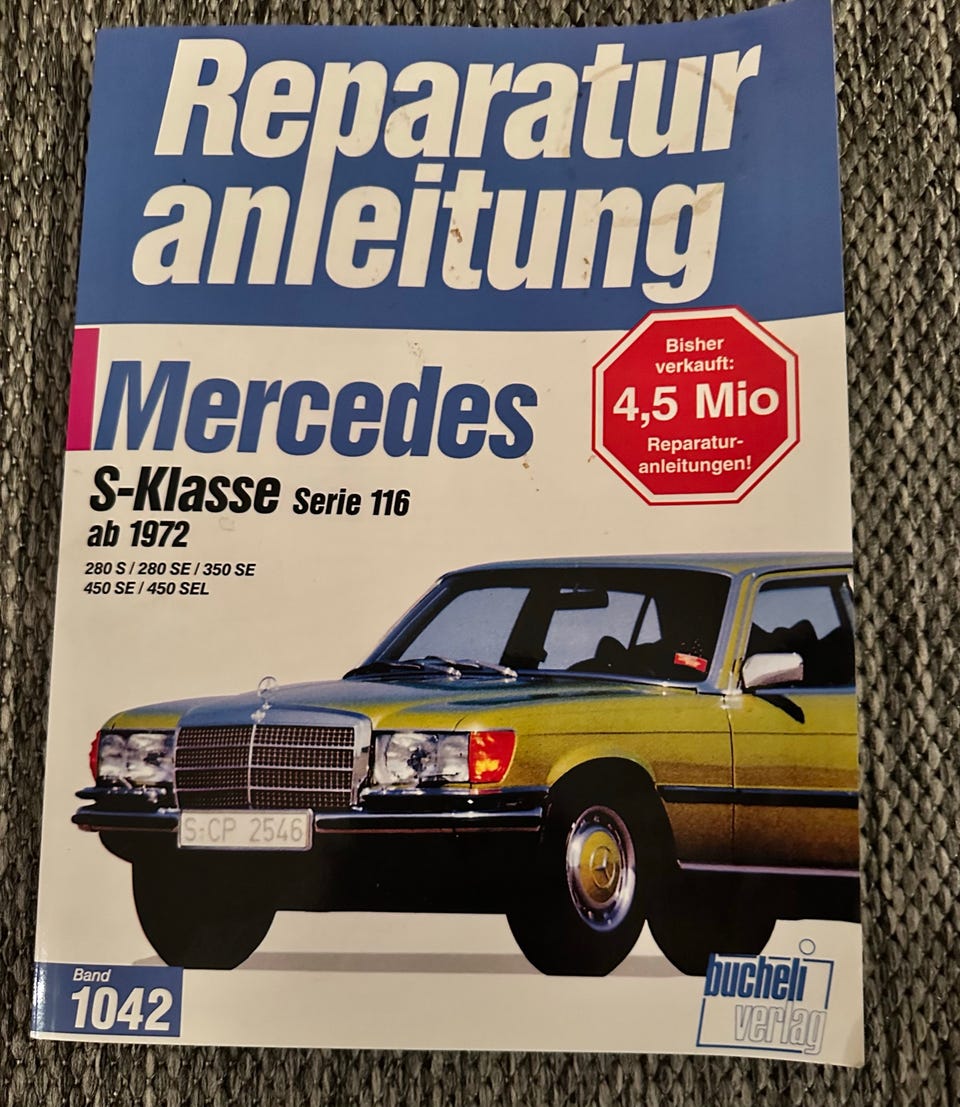 Reparatur
anleitung
Bisher
verkauft:
4,5 Mio
Reparatur-
anleitungen!
Mercedes
S-Klasse Serie 116
ab 1972
280 S / 280 SE / 350 SE
450 SE / 450 SEL
S:CP 2546
Band
1042
bucheli
verlag